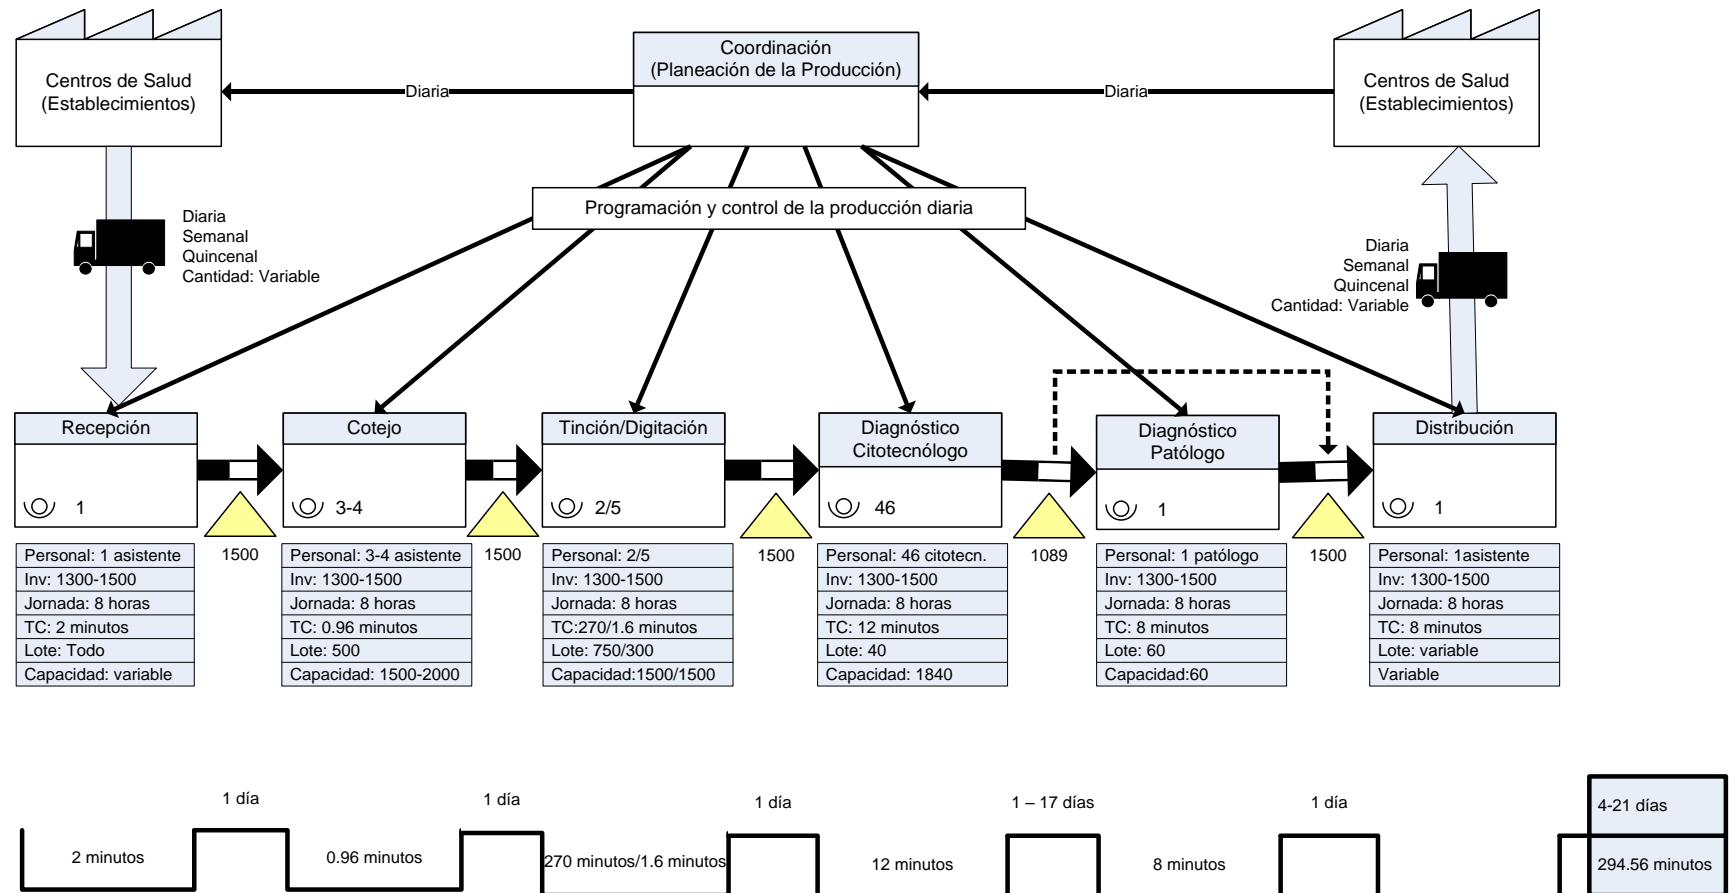 Centros de Salud
(Establecimientos)
Diaria
Coordinación
(Planeación de la Producción)
Diaria
Centros de Salud
(Establecimientos)
Programación y control de la producción diaria
Diaria
Semanal
Quincenal
Cantidad: Variable
Diaria
Semanal
Quincenal
Cantidad: Variable
Recepción
1
Cotejo
3-4
Tinción/Digitación
2/5
Diagnóstico
Citotecnólogo
46
Diagnóstico
Patólogo
1
Distribución
1
1500
1500
1500
1089
1500
Personal: 1 asistente
Inv: 1300-1500
Jornada: 8 horas
TC: 2 minutos
Lote: Todo
Capacidad: variable
Personal: 3-4 asistente
Inv: 1300-1500
Jornada: 8 horas
TC: 0.96 minutos
Lote: 500
Capacidad: 1500-2000
Personal: 2/5
Inv: 1300-1500
Jornada: 8 horas
TC:270/1.6 minutos
Lote: 750/300
Capacidad:1500/1500
Personal: 46 citotecn.
Inv: 1300-1500
Jornada: 8 horas
TC: 12 minutos
Lote: 40
Capacidad: 1840
Personal: 1 patólogo
Inv: 1300-1500
Jornada: 8 horas
TC: 8 minutos
Lote: 60
Capacidad:60
Personal: 1asistente
Inv: 1300-1500
Jornada: 8 horas
TC: 8 minutos
Lote: variable
Variable
1 día
1 día
1 día
1 – 17 días
1 día
4-21 días
2 minutos
0.96 minutos
270 minutos/1.6 minutos
12 minutos
8 minutos
294.56 minutos